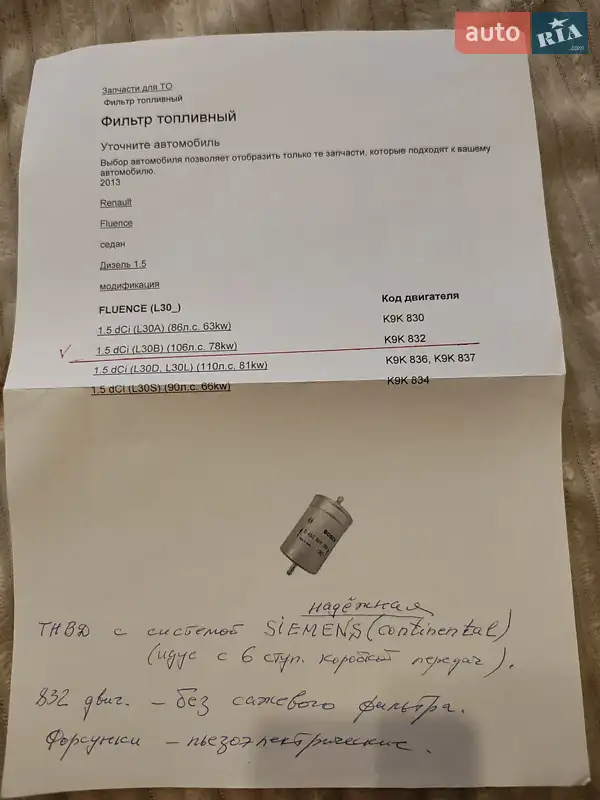 auto RIA .com
Запчасти для ТО
Фильтр топливный
Фильтр топливный
Уточните автомобиль
Выбор автомобиля позволяет отобразить только те запчасти, которые подходят к вашему
автомобилю.
2013
Renault
Fluence
седан
Дизель 1.5
модификация
FLUENCE (L30_) Код двигателя
1.5 dCi (L30A) (86л.с. 63kw) K9K 830
1.5 dCi (L30B) (106л.с. 78kw) K9K 832
1.5 dCi (L30D, L30L) (110л.с. 81kw) K9K 836, K9K 837
1.5 dCi (L30S) (90л.с. 66kw) K9K 834
BOSCH
надёжная
ТНВД с системой SIEMENS (continental)
(идус с 6 ступ. коробкой передач).
832 двиг. – без сажевого фильтра.
Форсунки – пьезоэлектрические.